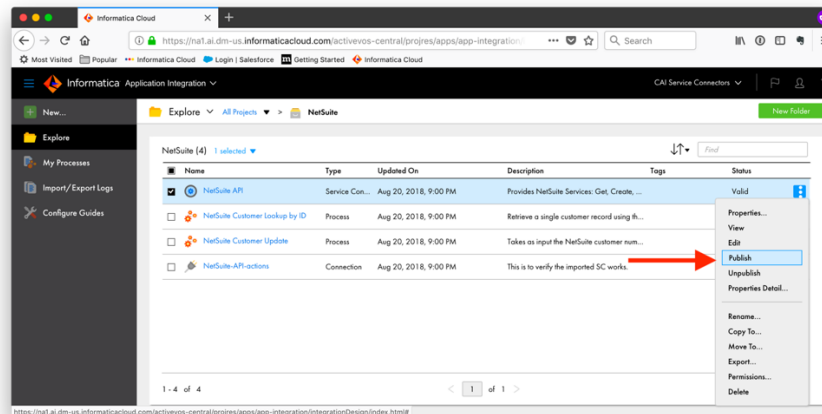 Informatica Cloud
https://na1.ai.dm-us.informaticacloud.com/activevos-central/projres/apps/app-integration/
Search
Most Visited Popular Informatica Cloud Login | Salesforce Getting Started Informatica Cloud
Informatica Application Integration CAI Service Connectors
New... Explore All Projects > NetSuite New Folder
Explore
NetSuite (4) 1 selected Find
My Processes
Name Type Updated On Description Tags Status
Import/Export Logs
NetSuite API Service Con... Aug 20, 2018, 9:00 PM Provides NetSuite Services: Get, Create, ... Valid
Configure Guides
NetSuite Customer Lookup by ID Process Aug 20, 2018, 9:00 PM Retrieve a single customer record using th...
NetSuite Customer Update Process Aug 20, 2018, 9:00 PM Takes as input the NetSuite customer num...
NetSuite-API-actions Connection Aug 20, 2018, 9:00 PM This is to verify the imported SC works.
Properties...
View
Edit
Publish
Unpublish
Properties Detail...
Rename...
Copy To...
Move To...
Export...
Permissions...
Delete
1 - 4 of 4 < 1 of 1 >
https://na1.ai.dm-us.informaticacloud.com/activevos-central/projres/apps/app-integration/integrationDesign/index.html#